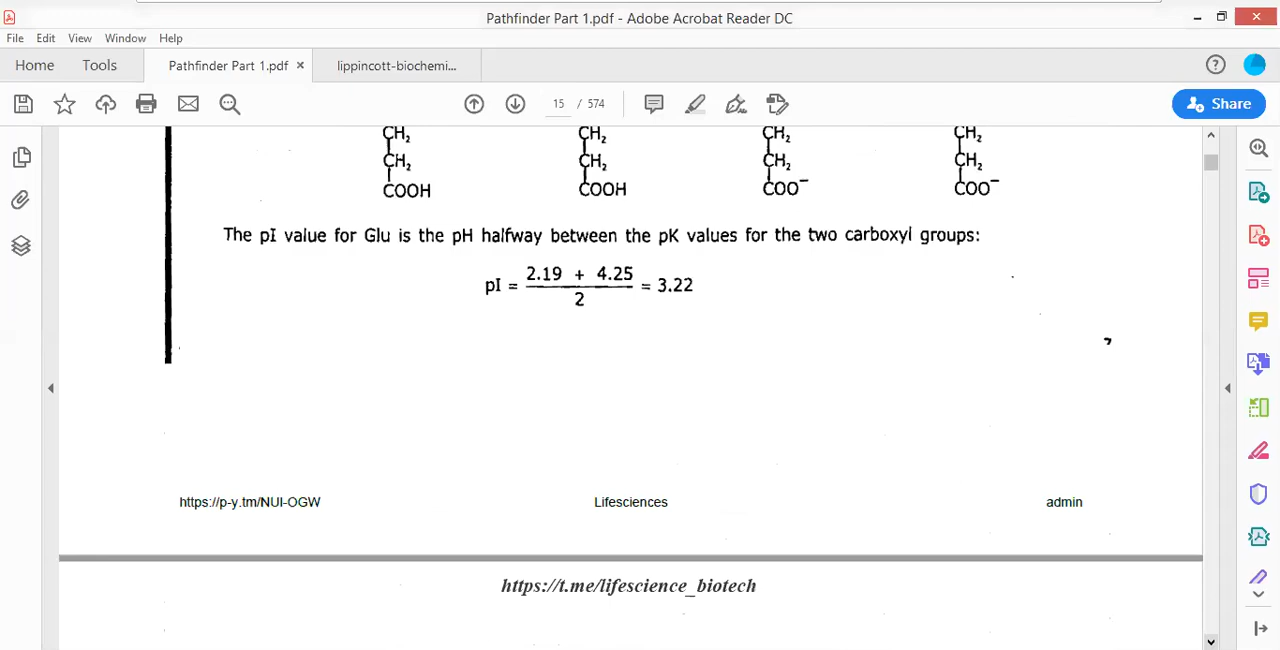 Pathfinder Part 1.pdf - Adobe Acrobat Reader DC
File Edit View Window Help
Home Tools Pathfinder Part 1.pdf × lippincott-biochemi...
15 / 574 Share
CH₂ CH₂ CH₂ CH₂
CH₂ CH₂ CH₂ CH₂
COOH COOH COO⁻ COO⁻
The pI value for Glu is the pH halfway between the pK values for the two carboxyl groups:
pI = (2.19 + 4.25) / 2 = 3.22
https://p-y.tm/NUI-OGW Lifesciences admin
https://t.me/lifescience_biotech